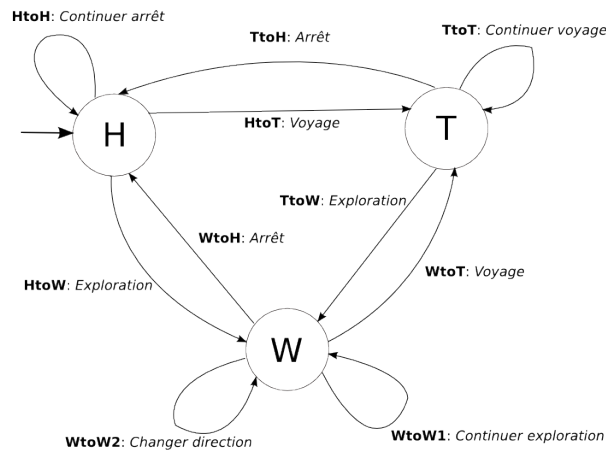 HtoH: Continuer arrêt
TtoT: Continuer voyage
TtoH: Arrêt
H
HtoT: Voyage
T
TtoW: Exploration
WtoH: Arrêt
WtoT: Voyage
HtoW: Exploration
W
WtoW2: Changer direction
WtoW1: Continuer exploration